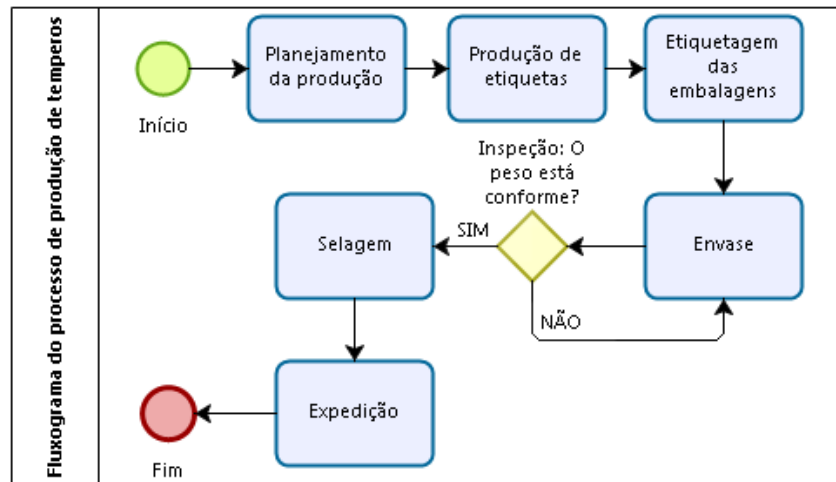 Fluxograma do processo de produção de temperos
Início
Planejamento
da produção
Produção de
etiquetas
Etiquetagem
das
embalagens
Envase
Inspeção: O
peso está
conforme?
SIM
NÃO
Selagem
Expedição
Fim